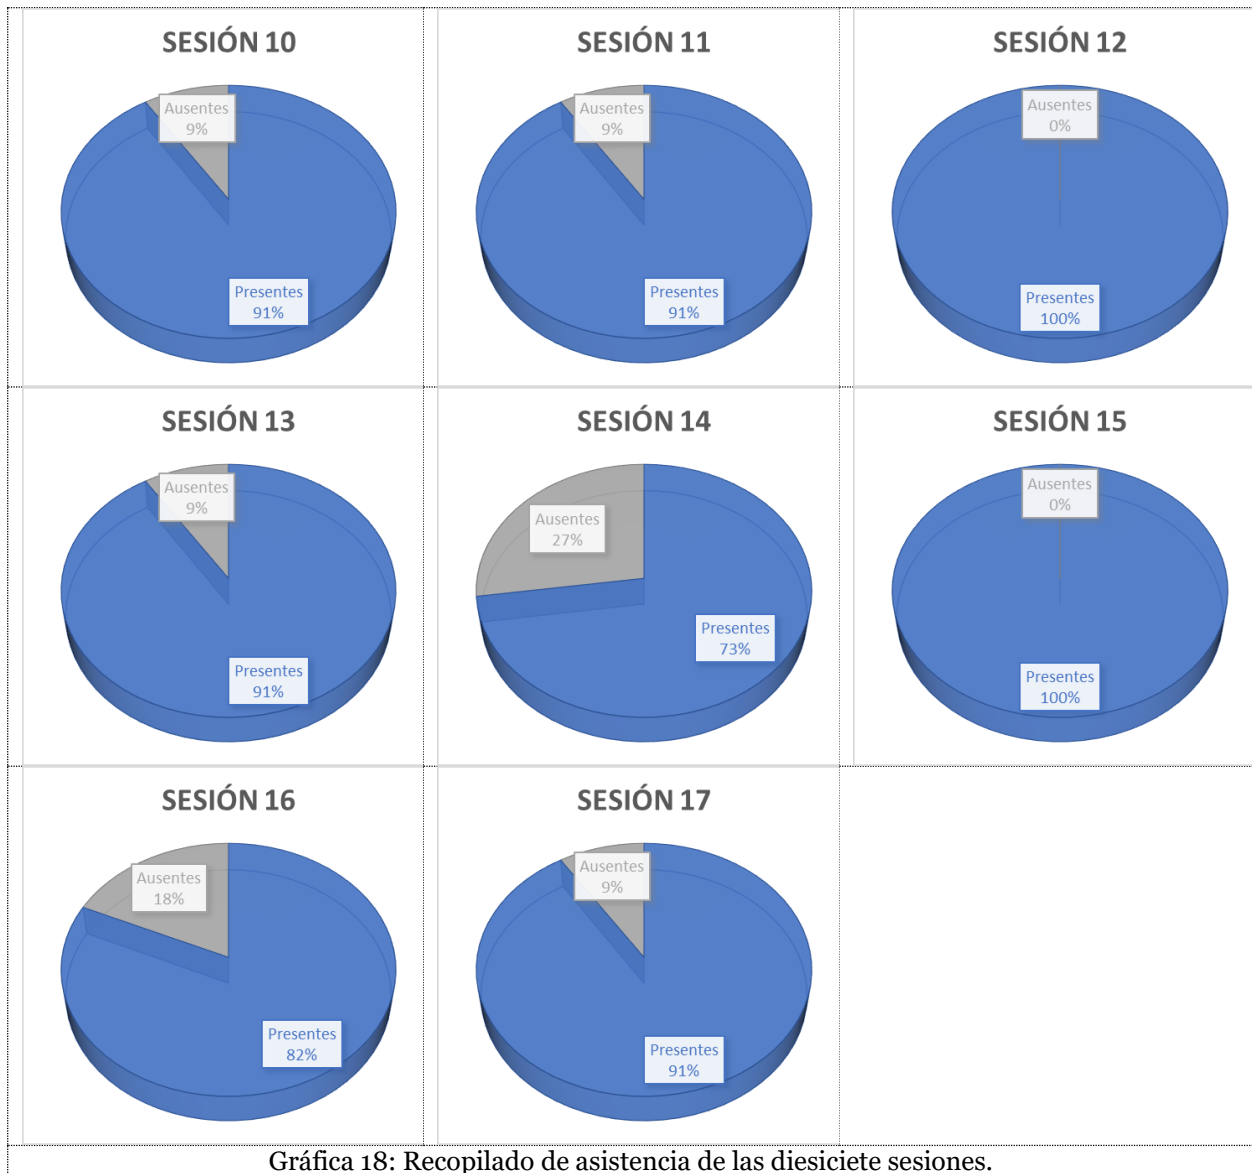 SESIÓN 10
Ausentes
9%
Presentes
91%
SESIÓN 11
Ausentes
9%
Presentes
91%
SESIÓN 12
Ausentes
0%
Presentes
100%
SESIÓN 13
Ausentes
9%
Presentes
91%
SESIÓN 14
Ausentes
27%
Presentes
73%
SESIÓN 15
Ausentes
0%
Presentes
100%
SESIÓN 16
Ausentes
18%
Presentes
82%
SESIÓN 17
Ausentes
9%
Presentes
91%
Gráfica 18: Recopilado de asistencia de las diesiciete sesiones.